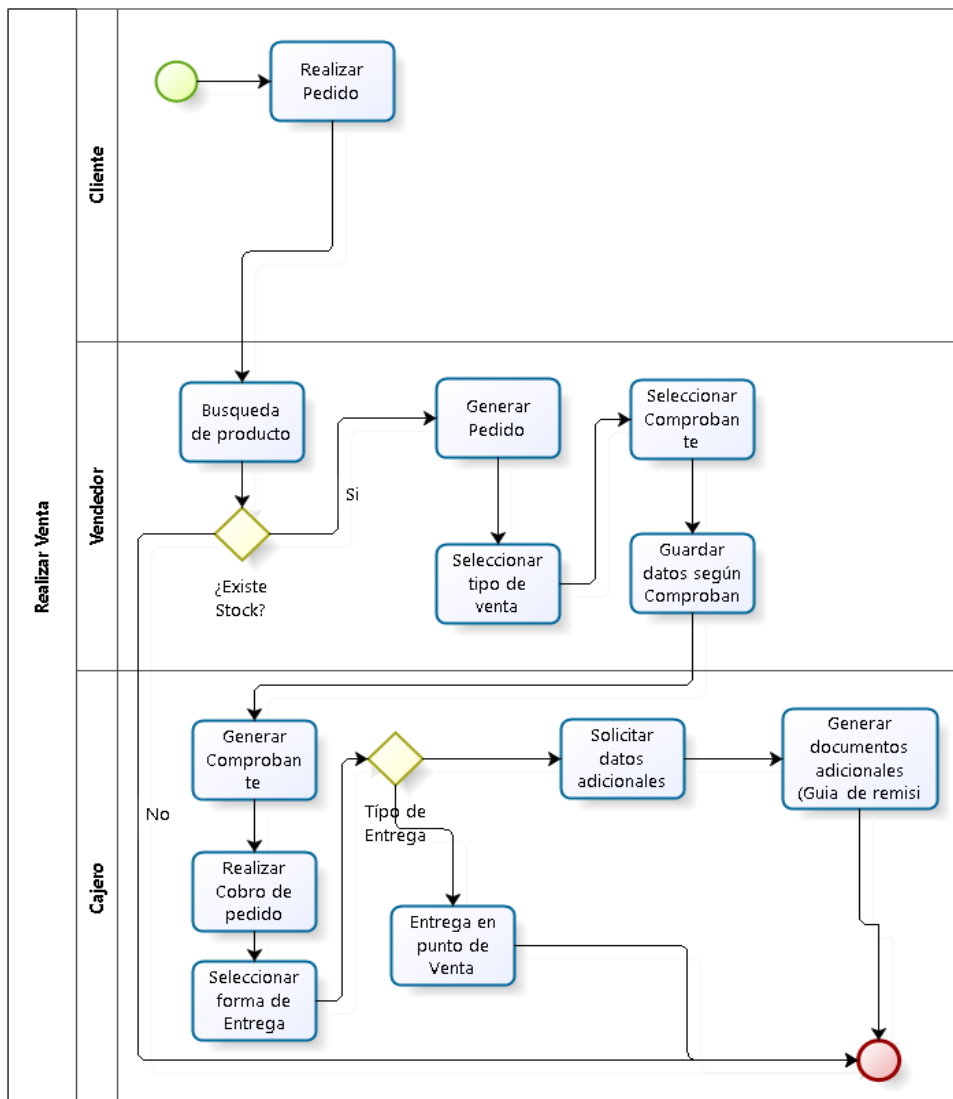 Realizar Venta
Cliente
Realizar
Pedido
Vendedor
Busqueda
de producto
¿Existe
Stock?
Si
Generar
Pedido
Seleccionar
tipo de
venta
Seleccionar
Comproban
te
Guardar
datos según
Comproban
Cajero
No
Generar
Comproban
te
Realizar
Cobro de
pedido
Seleccionar
forma de
Entrega
Típo de
Entrega
Entrega en
punto de
Venta
Solicitar
datos
adicionales
Generar
documentos
adicionales
(Guia de remisi